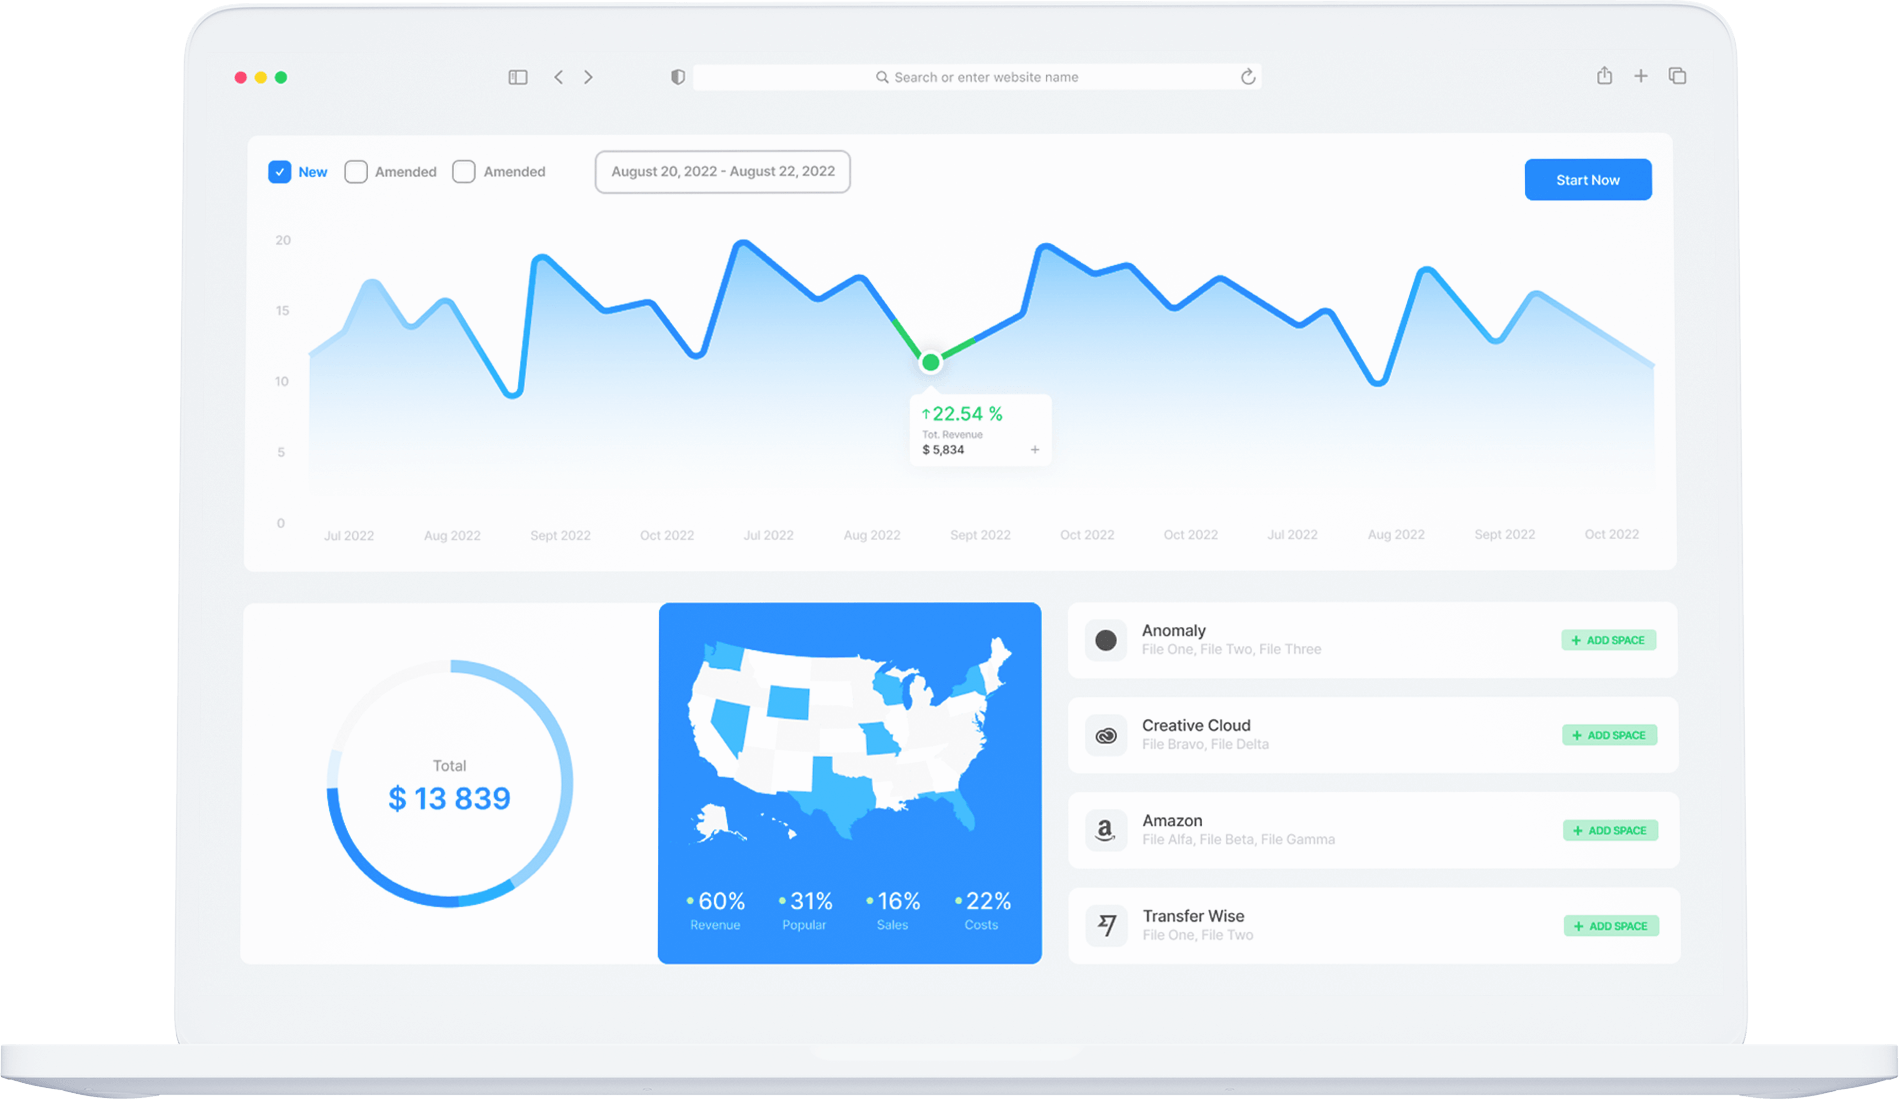 Search or enter website name
New
Amended
Amended
August 20, 2022 - August 22, 2022
Start Now
20
15
10
5
0
↑22.54 %
Tot. Revenue
$ 5,834
+
Jul 2022
Aug 2022
Sept 2022
Oct 2022
Jul 2022
Aug 2022
Sept 2022
Oct 2022
Oct 2022
Jul 2022
Aug 2022
Sept 2022
Oct 2022
Total
$ 13 839
60%
Revenue
31%
Popular
16%
Sales
22%
Costs
Anomaly
File One, File Two, File Three
+ ADD SPACE
Creative Cloud
File Bravo, File Delta
+ ADD SPACE
a
Amazon
File Alfa, File Beta, File Gamma
+ ADD SPACE
Transfer Wise
File One, File Two
+ ADD SPACE